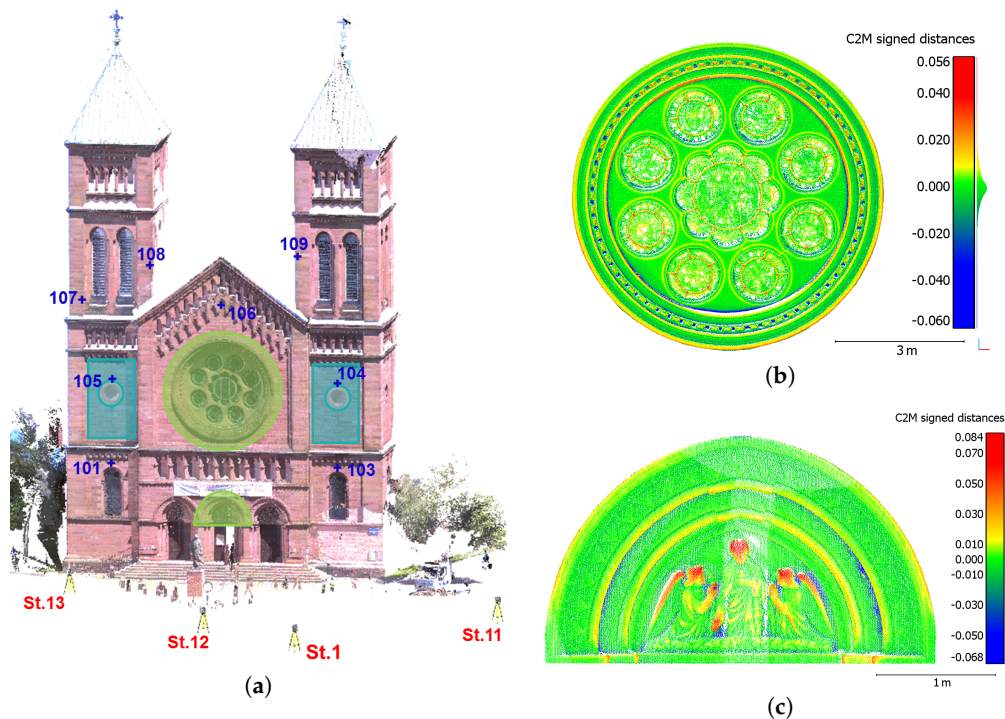 108
109
107
106
105
104
101
103
St.13
St.12
St.1
St.11
(a)
C2M signed distances
0.056
0.040
0.020
0.000
-0.020
-0.040
-0.060
3 m
(b)
C2M signed distances
0.084
0.070
0.050
0.030
0.010
0.000
-0.010
-0.030
-0.050
-0.068
1 m
(c)